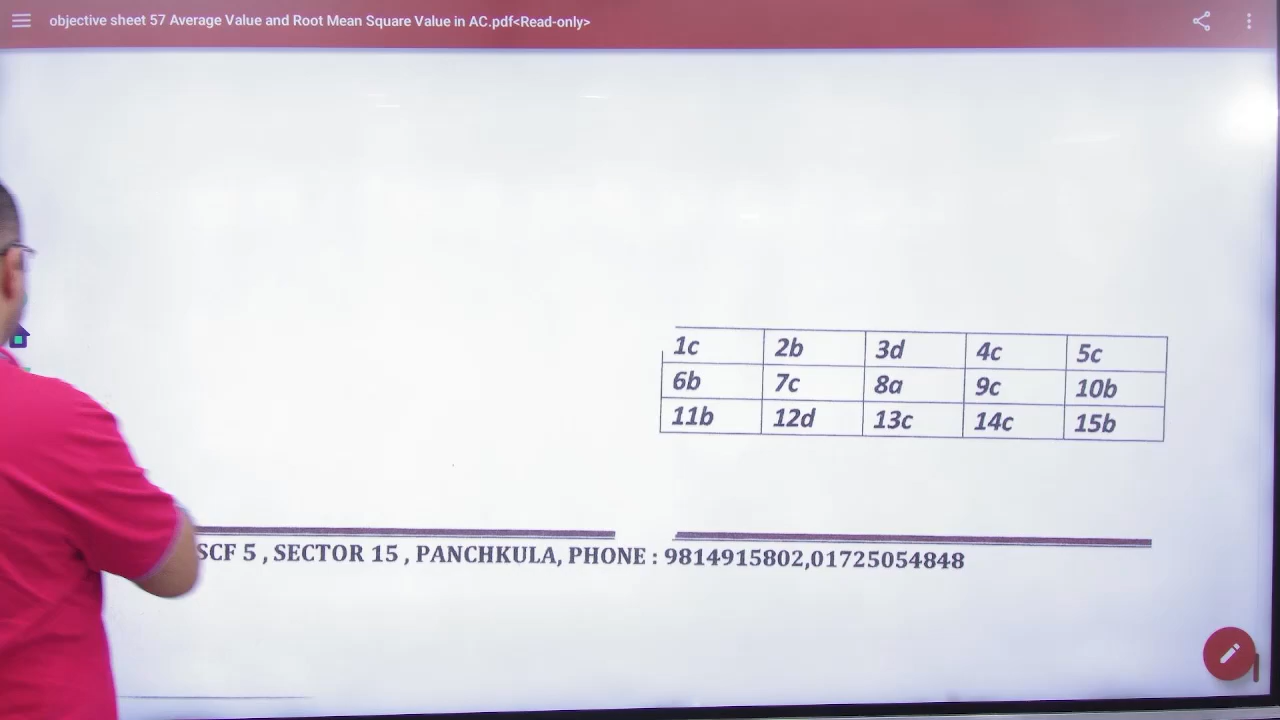 objective sheet 57 Average Value and Root Mean Square Value in AC.pdf<Read-only>
1c 2b 3d 4c 5c
6b 7c 8a 9c 10b
11b 12d 13c 14c 15b
SCF 5 , SECTOR 15 , PANCHKULA, PHONE : 9814915802,01725054848